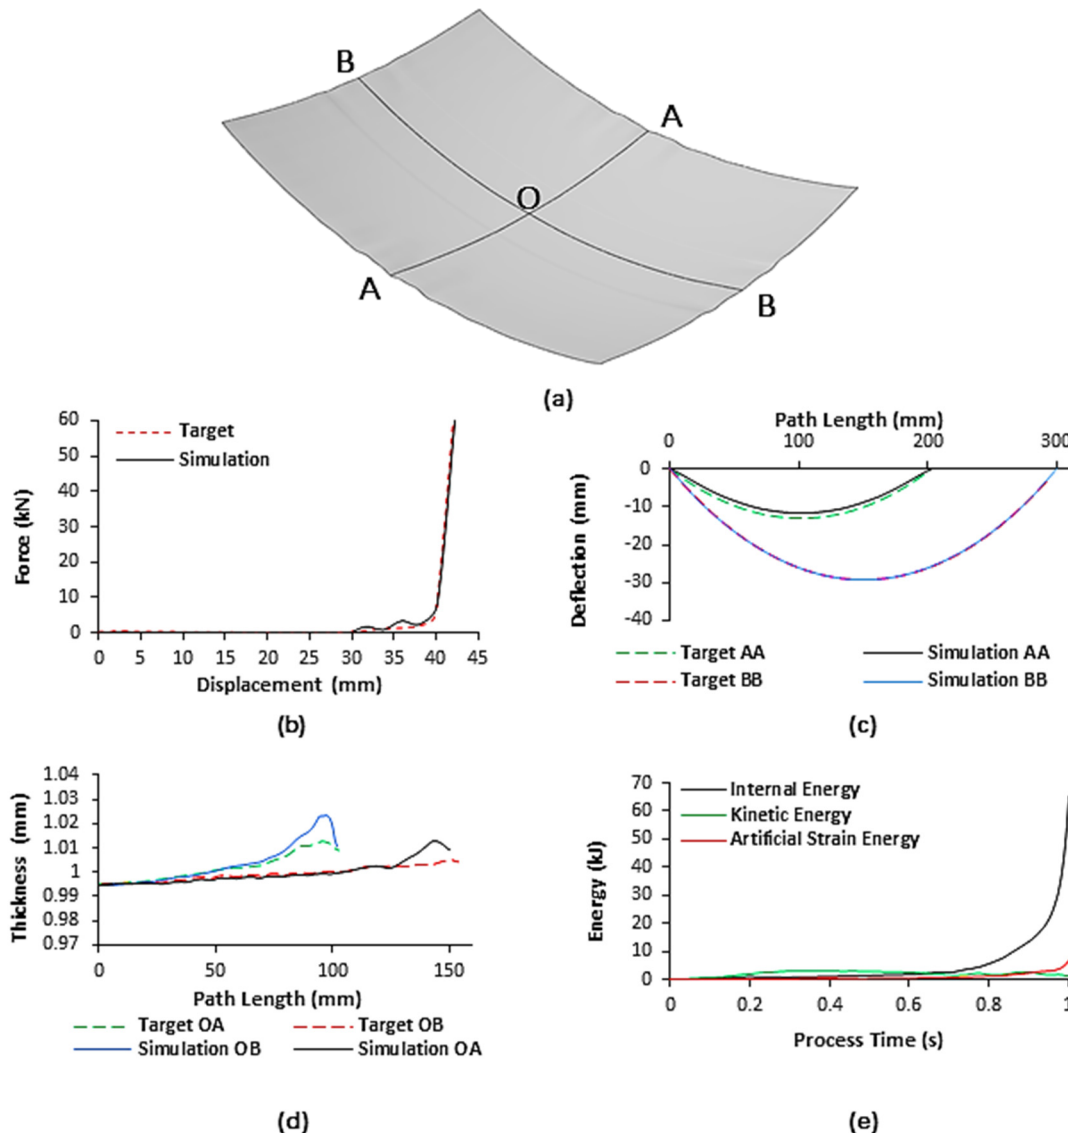 B
A
O
A
B
(a)
60
50
40
30
20
10
0
Force (kN)
Target
Simulation
0 5 10 15 20 25 30 35 40 45
Displacement (mm)
(b)
Path Length (mm)
0 100 200 300
0
-10
-20
-30
-40
Deflection (mm)
Target AA Simulation AA
Target BB Simulation BB
(c)
1.04
1.03
1.02
1.01
1
0.99
0.98
0.97
Thickness (mm)
0 50 100 150
Path Length (mm)
Target OA Target OB
Simulation OB Simulation OA
(d)
70
60
50
40
30
20
10
0
Energy (kJ)
Internal Energy
Kinetic Energy
Artificial Strain Energy
0 0.2 0.4 0.6 0.8 1
Process Time (s)
(e)